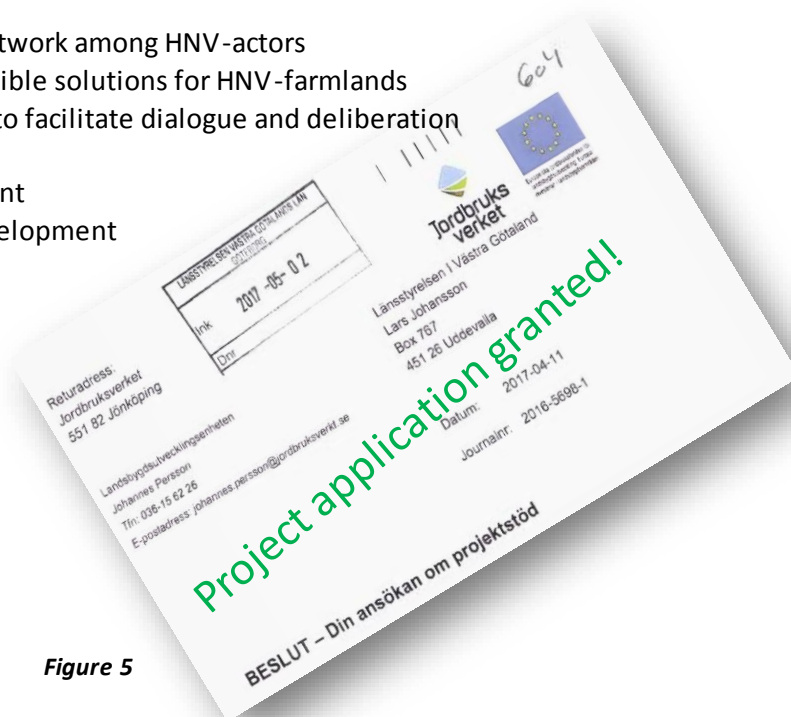 twork among HNV-actors
ible solutions for HNV-farmlands
to facilitate dialogue and deliberation
nt
elopment
604
LÄNSSTYRELSEN VÄSTRA GÖTALANDS LÄN
GÖTEBORG
Ink 2017 -05- 02
Dnr
Jordbruks
verket
Länsstyrelsen i Västra Götaland
Lars Johansson
Box 767
451 26 Uddevalla
Returadress:
Jordbruksverket
551 82 Jönköping
Landsbygdsutvecklingsenheten
Johannes Persson
Tfn: 036-15 62 26
E-postadress: johannes.persson@jordbruksverkt.se
Datum: 2017-04-11
Journalnr: 2016-5698-1
Project application granted!
BESLUT – Din ansökan om projektstöd
Figure 5